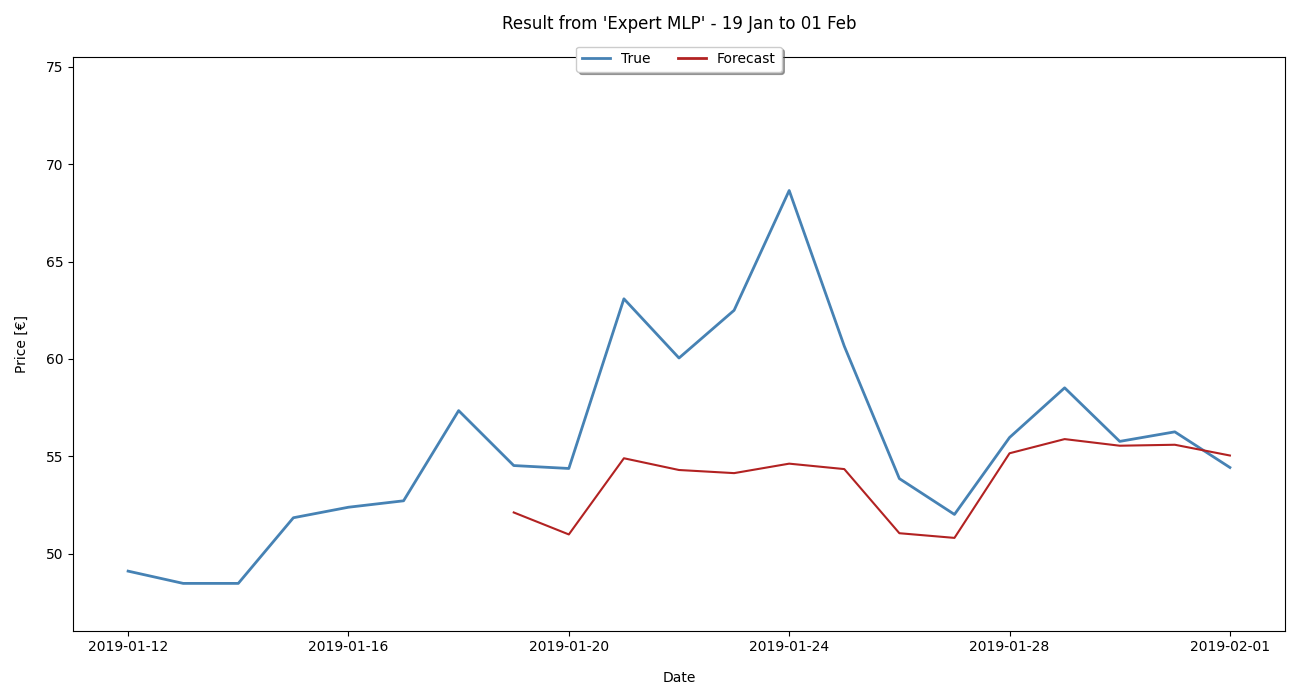 Result from 'Expert MLP' - 19 Jan to 01 Feb
True Forecast
75
70
65
60
55
50
Price [€]
2019-01-12 2019-01-16 2019-01-20 2019-01-24 2019-01-28 2019-02-01
Date